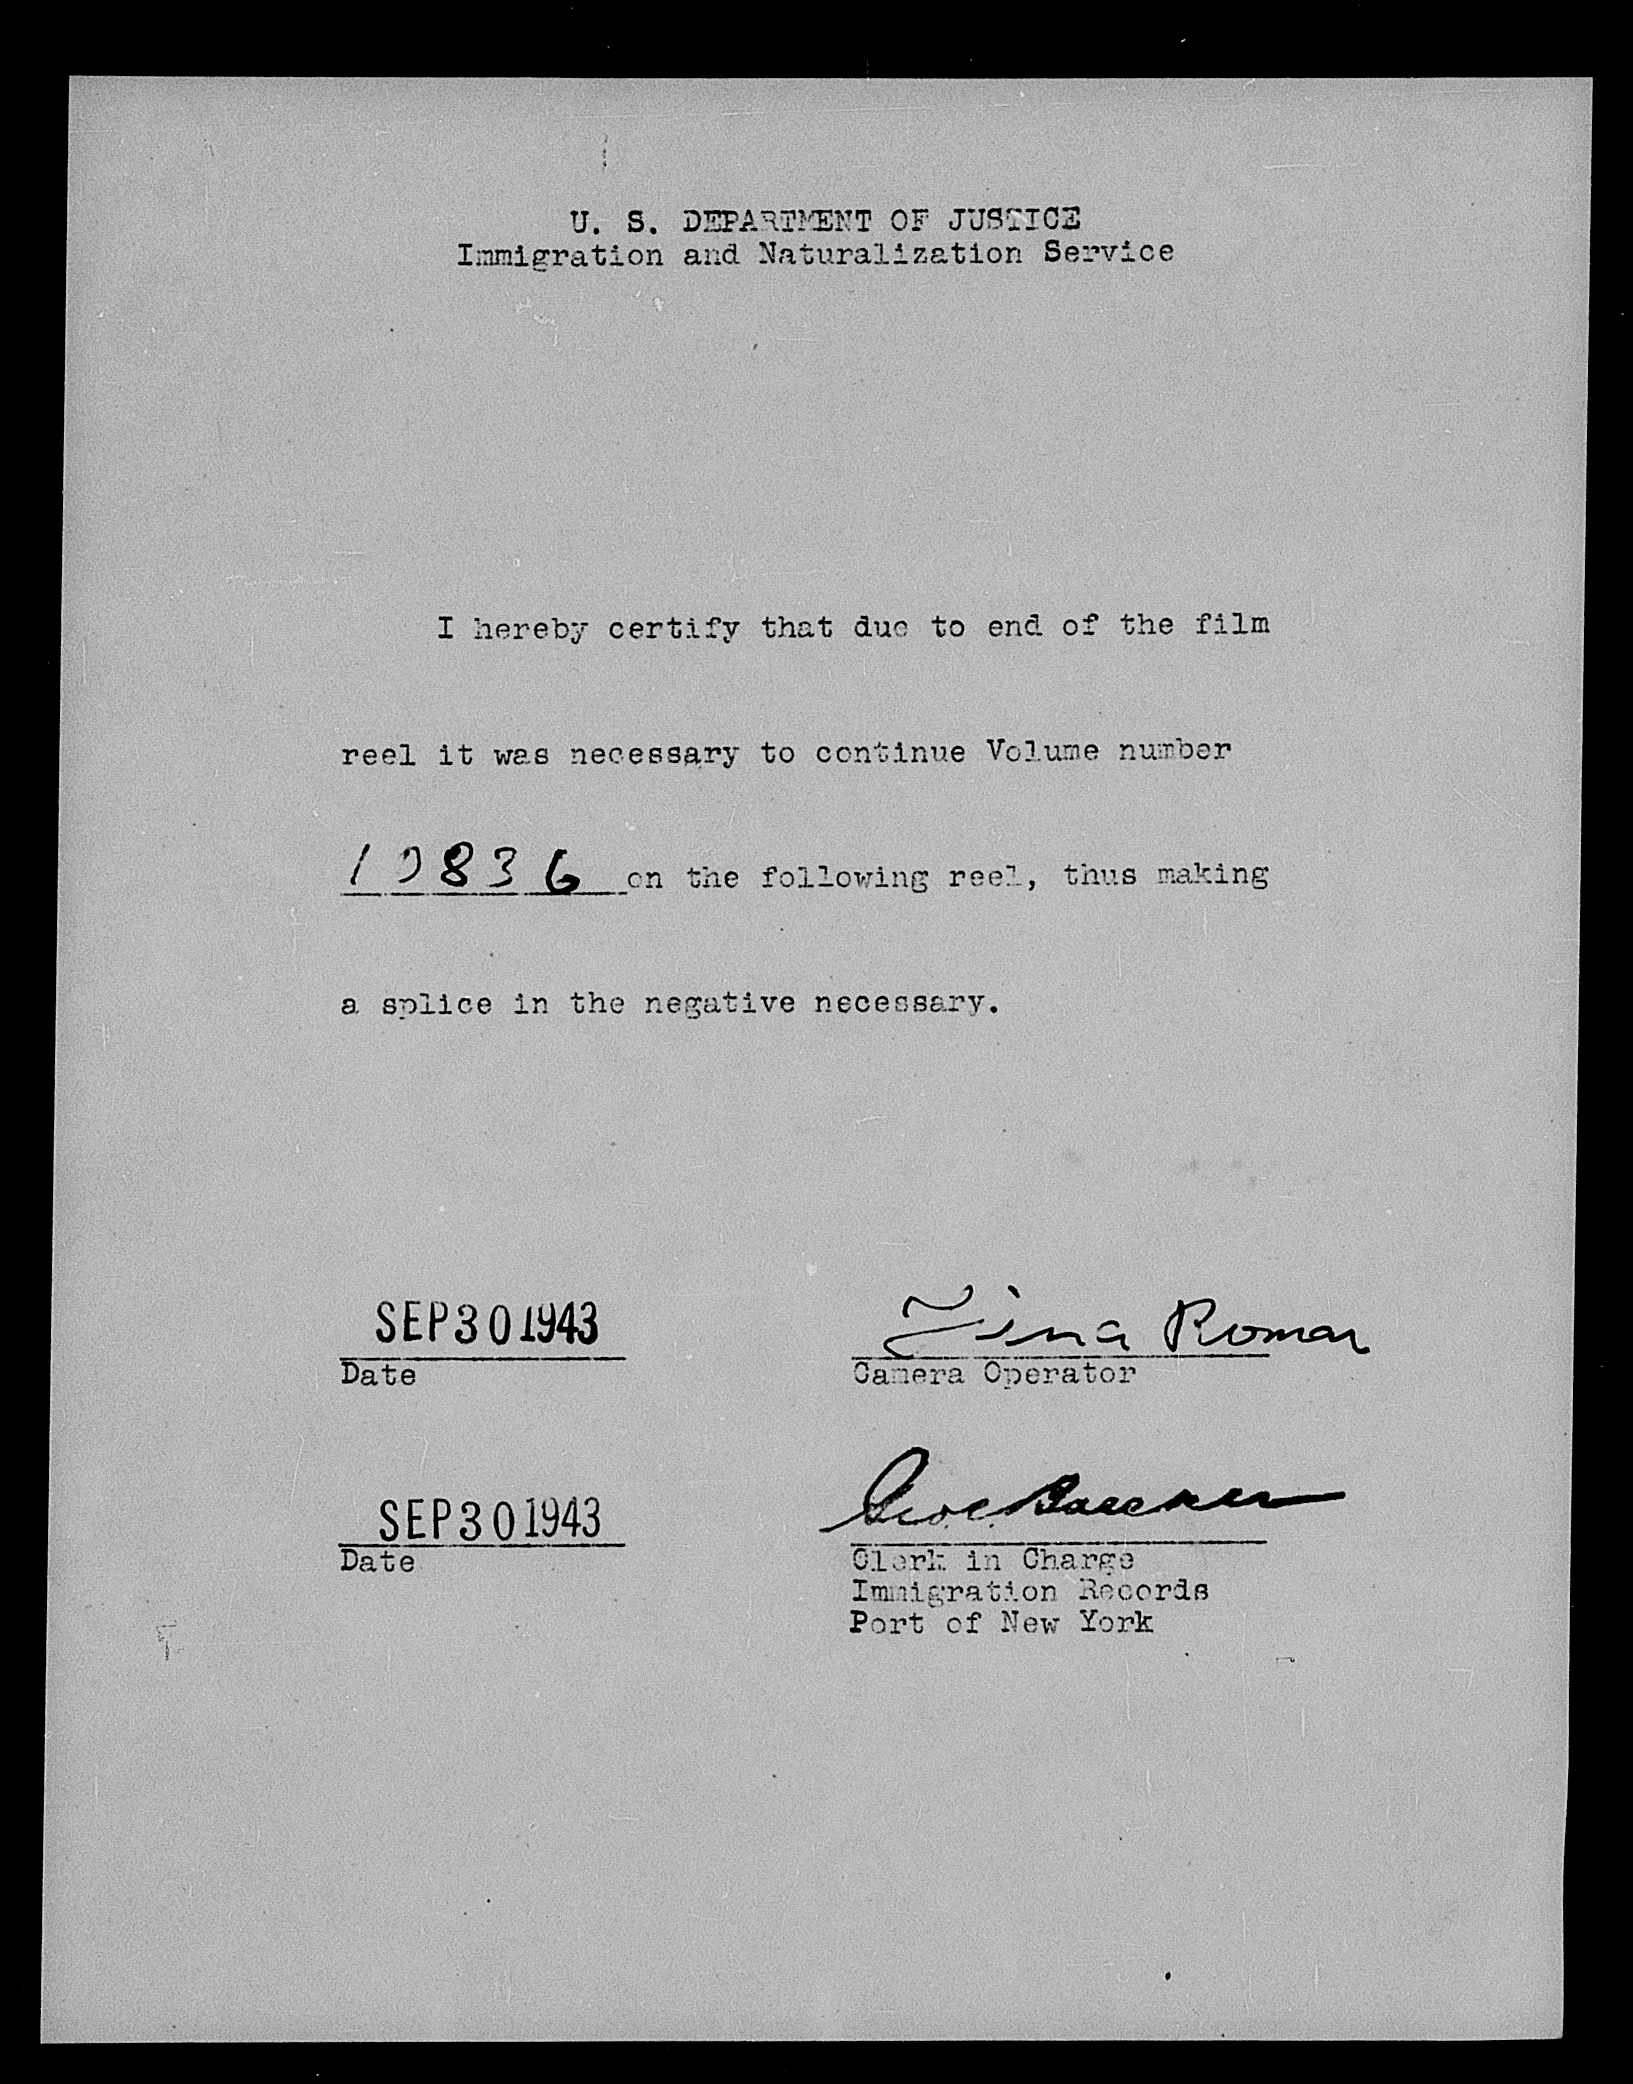 U. S. DEPARTMENT OF JUSTICE
Immigration and Naturalization Service
I hereby certify that due to end of the film
reel it was necessary to continue Volume number
on the following reel, thus making
a splice in the negative necessary.
SEP 30 1943
Date
Roman
Camera Operator
SEP 30 1943
Date
Clerk in Charge
Immigration Records
Port of New York